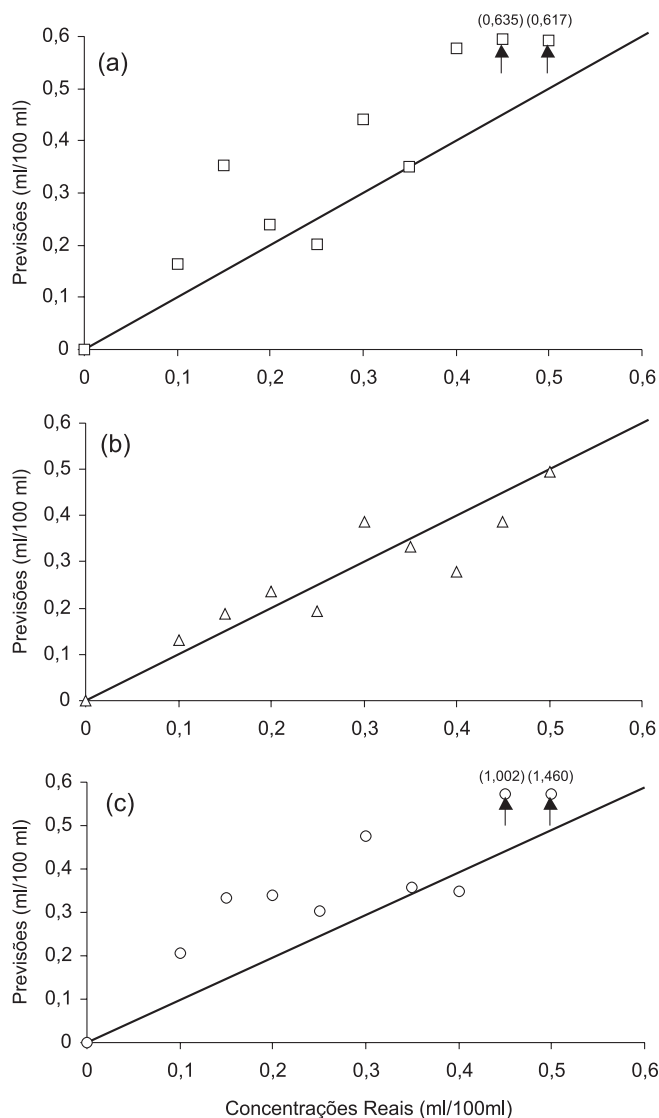 (0,635) (0,617)
0,6
(a)
0,5
0,4
0,3
0,2
0,1
0
Previsões (ml/100 ml)
0 0,1 0,2 0,3 0,4 0,5 0,6
0,6
(b)
0,5
0,4
0,3
0,2
0,1
0
Previsões (ml/100 ml)
0 0,1 0,2 0,3 0,4 0,5 0,6
(1,002) (1,460)
0,6
(c)
0,5
0,4
0,3
0,2
0,1
0
Previsões (ml/100 ml)
0 0,1 0,2 0,3 0,4 0,5 0,6
Concentrações Reais (ml/100ml)